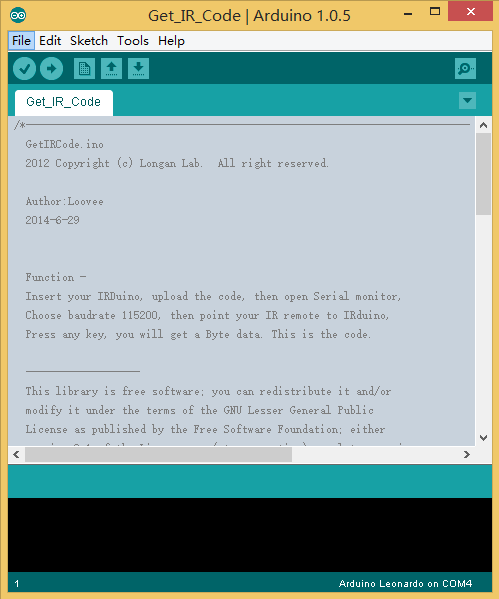 Get_IR_Code | Arduino 1.0.5
File Edit Sketch Tools Help
Get_IR_Code
/*
GetIRCode.ino
2012 Copyright (c) Longan Lab.  All right reserved.
Author:Loovee
2014-6-29
Function -
Insert your IRDuino, upload the code, then open Serial monitor,
Choose baudrate 115200, then point your IR remote to IRduino,
Press any key, you will get a Byte data. This is the code.
This library is free software; you can redistribute it and/or
modify it under the terms of the GNU Lesser General Public
License as published by the Free Software Foundation; either
1
Arduino Leonardo on COM4